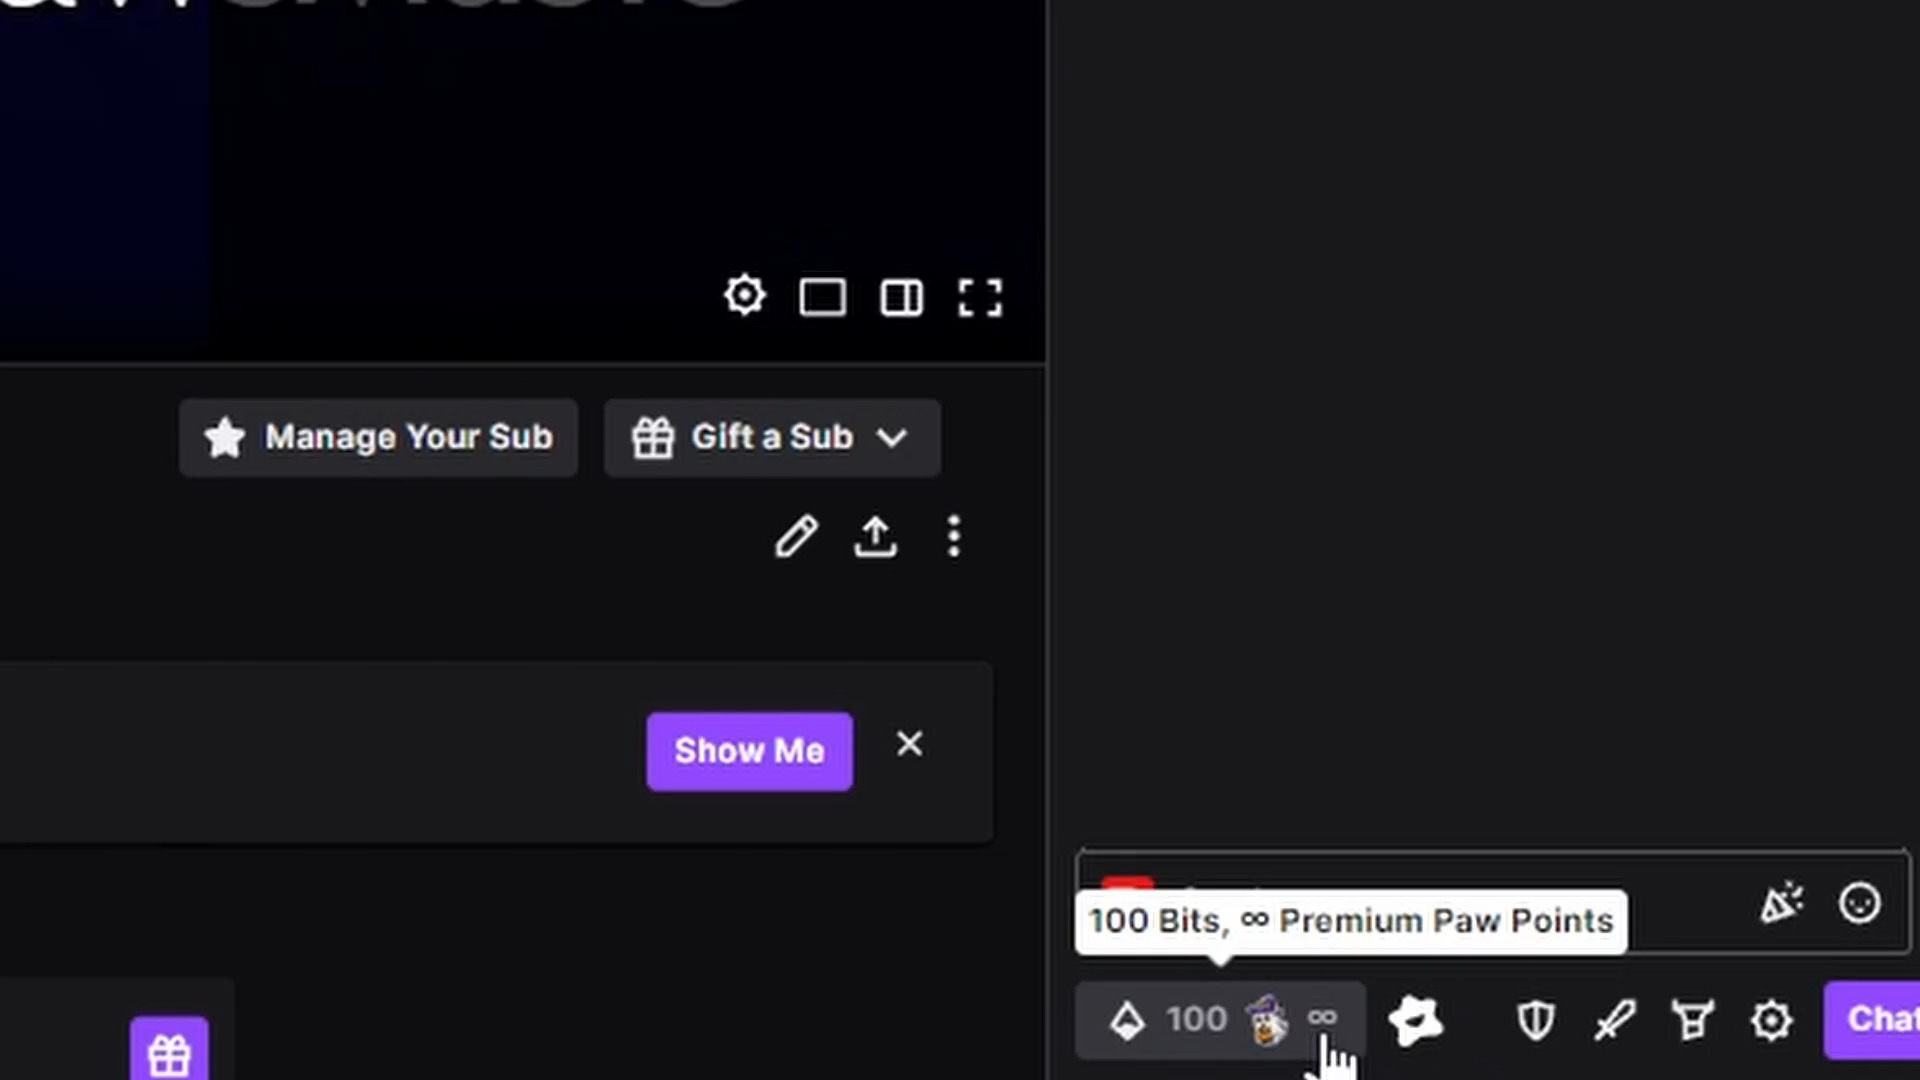 Manage Your Sub
Gift a Sub
Show Me
100 Bits, ∞ Premium Paw Points
100 ∞
Chat